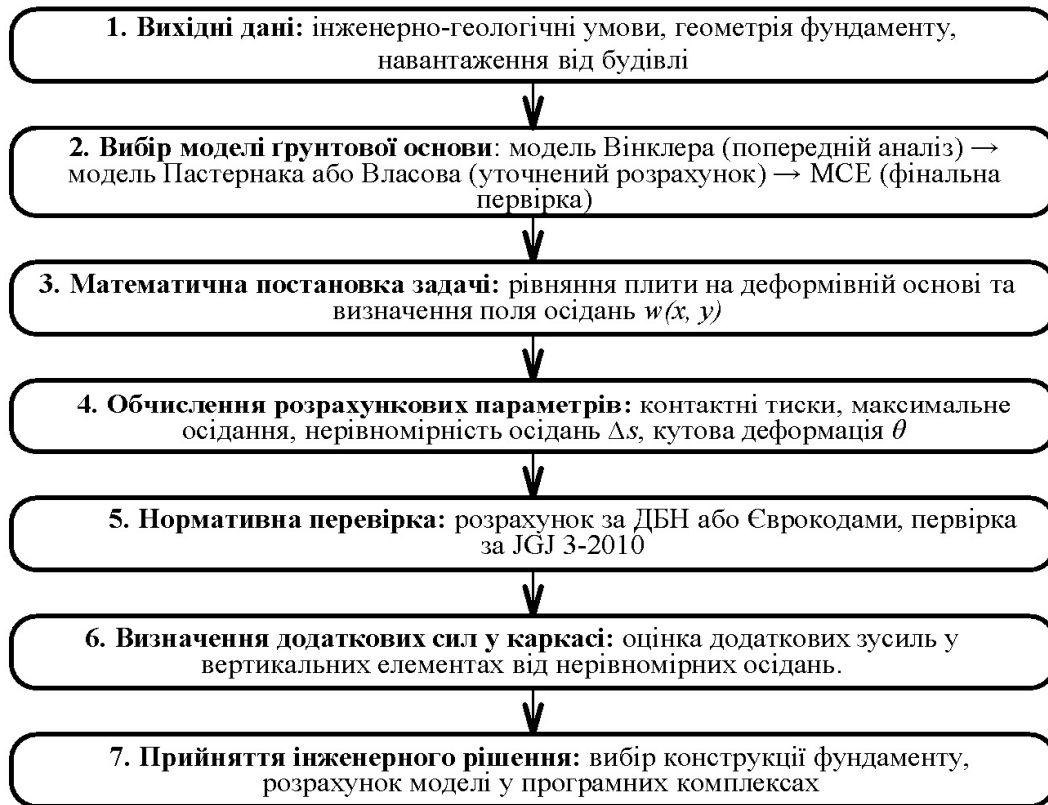 1. Вихідні дані: інженерно-геологічні умови, геометрія фундаменту,
навантаження від будівлі
2. Вибір моделі ґрунтової основи: модель Вінклера (попередній аналіз) →
модель Пастернака або Власова (уточнений розрахунок) → МСЕ (фінальна
первірка)
3. Математична постановка задачі: рівняння плити на деформівній основі та
визначення поля осідань w(x, y)
4. Обчислення розрахункових параметрів: контактні тиски, максимальне
осідання, нерівномірність осідань Δs, кутова деформація θ
5. Нормативна перевірка: розрахунок за ДБН або Єврокодами, первірка
за JGJ 3-2010
6. Визначення додаткових сил у каркасі: оцінка додаткових зусиль у
вертикальних елементах від нерівномірних осідань.
7. Прийняття інженерного рішення: вибір конструкції фундаменту,
розрахунок моделі у програмних комплексах